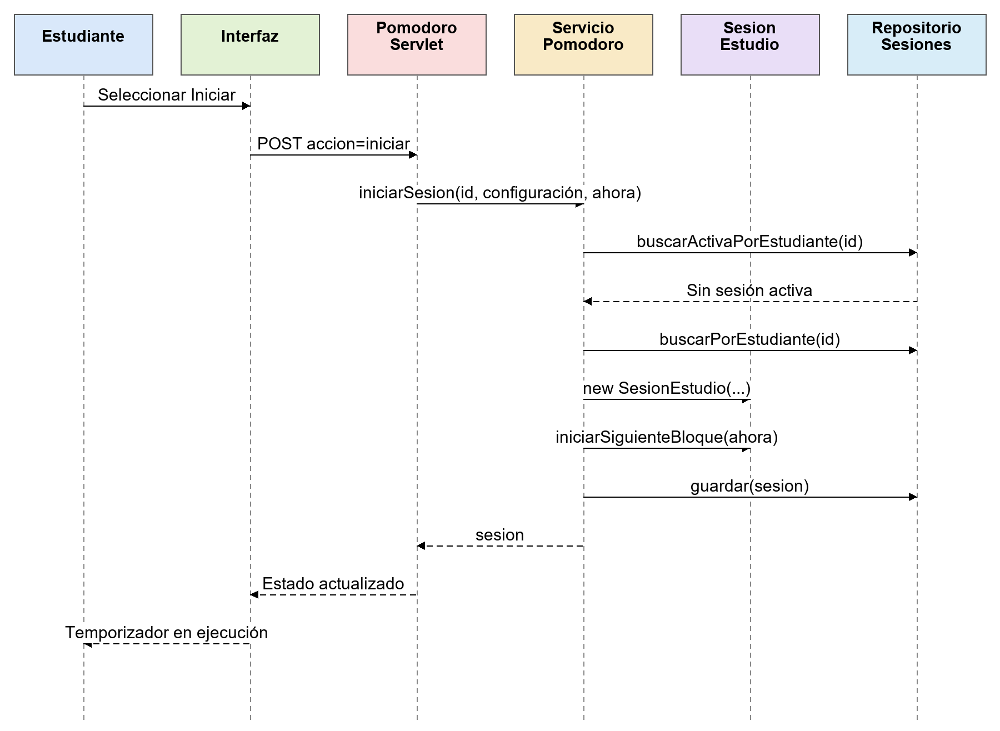 Estudiante
Interfaz
Pomodoro
Servlet
Servicio
Pomodoro
Sesion
Estudio
Repositorio
Sesiones
Seleccionar Iniciar
POST accion=iniciar
iniciarSesion(id, configuración, ahora)
buscarActivaPorEstudiante(id)
Sin sesión activa
buscarPorEstudiante(id)
new SesionEstudio(...)
iniciarSiguienteBloque(ahora)
guardar(sesion)
sesion
Estado actualizado
Temporizador en ejecución